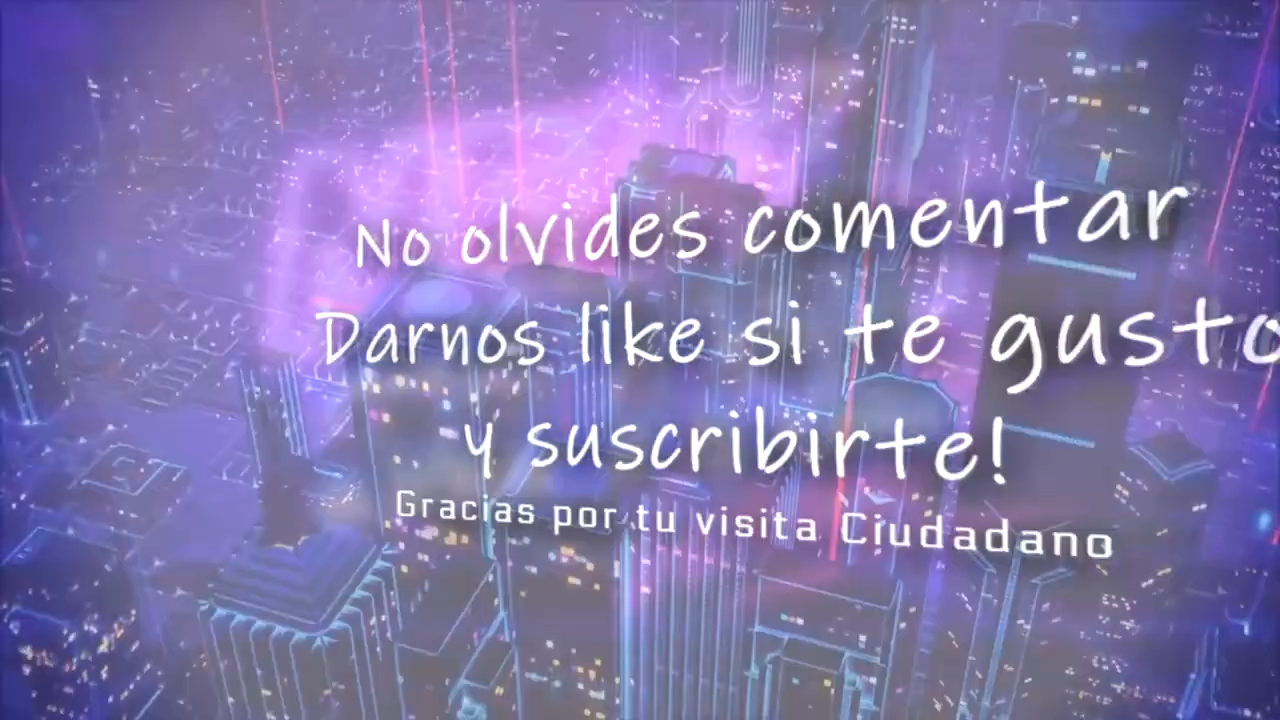 No olvides comentar
Darnos like si te gusto
y suscribirte!
Gracias por tu visita Ciudadano